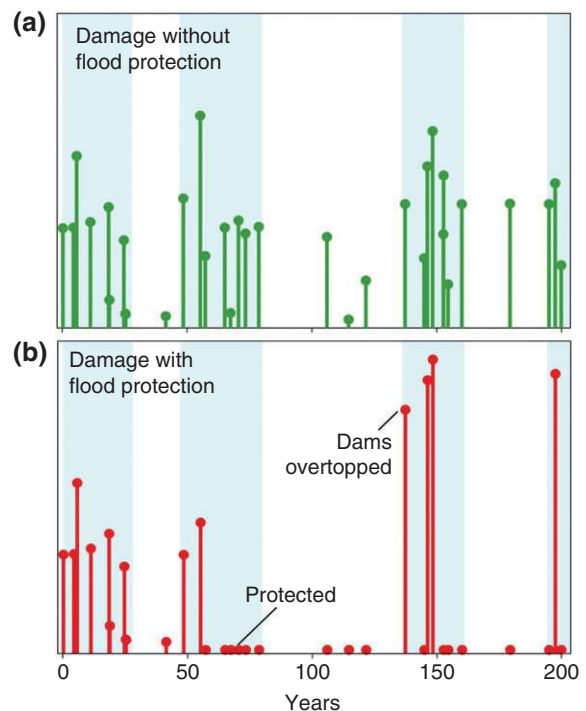 (a)
Damage without
flood protection
(b)
Damage with
flood protection
Dams
overtopped
Protected
0 50 100 150 200
Years